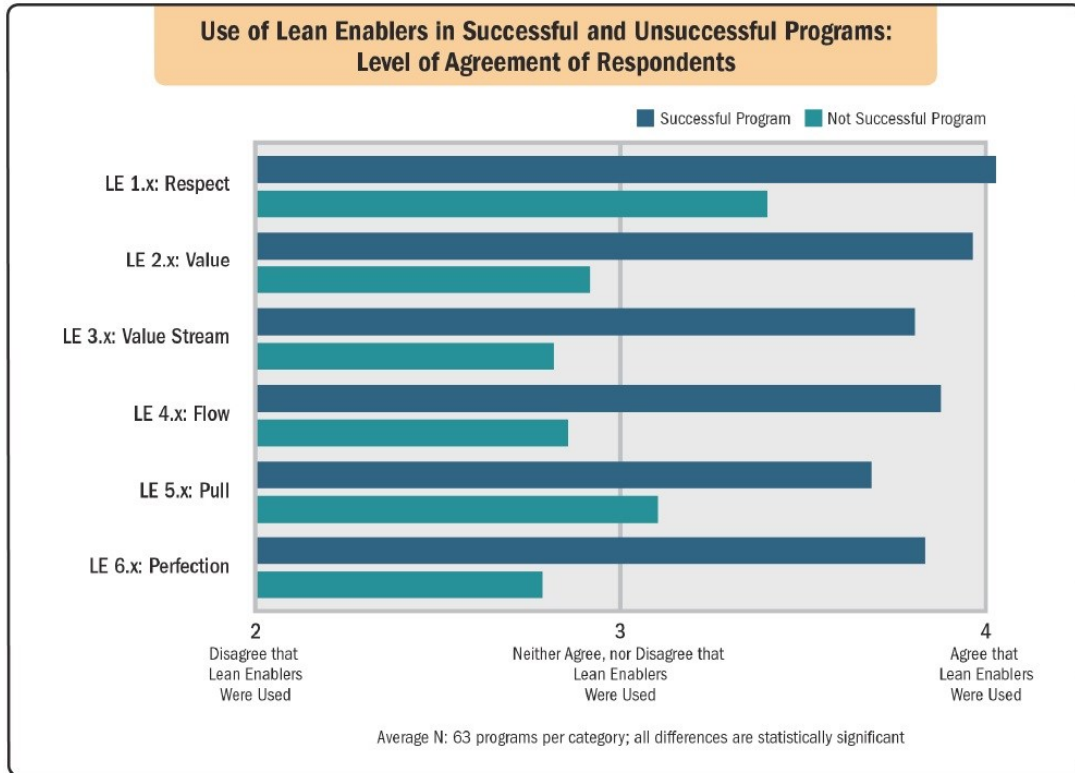 Use of Lean Enablers in Successful and Unsuccessful Programs:
Level of Agreement of Respondents
Successful Program
Not Successful Program
LE 1.x: Respect
LE 2.x: Value
LE 3.x: Value Stream
LE 4.x: Flow
LE 5.x: Pull
LE 6.x: Perfection
2
Disagree that
Lean Enablers
Were Used
3
Neither Agree, nor Disagree that
Lean Enablers
Were Used
4
Agree that
Lean Enablers
Were Used
Average N: 63 programs per category; all differences are statistically significant